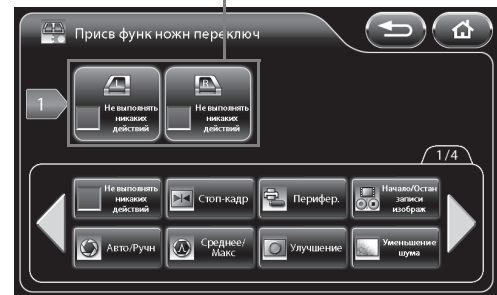 Присв функ ножн переключ
1
L
R
Не выполнять
никаких
действий
Не выполнять
никаких
действий
1/4
Не выполнять
никаких
действий
Стоп-кадр
Перифер.
Начало/Остан
записи
изображ
Авто/Ручн
Среднее/
Макс
Улучшение
Уменьшение
шума